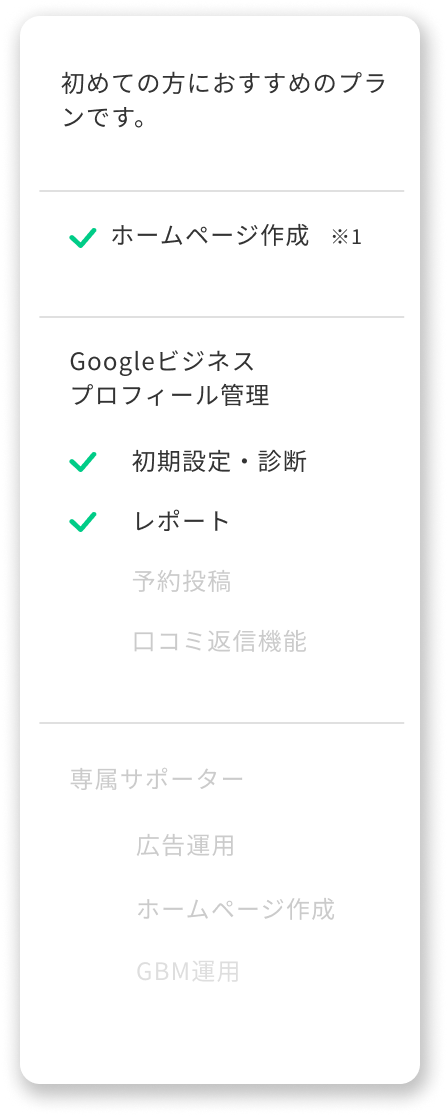 初めての方におすすめのプラ
ンです。
ホームページ作成 ※1
Googleビジネス
プロフィール管理
初期設定・診断
レポート
予約投稿
口コミ返信機能
専属サポーター
広告運用
ホームページ作成
GBM運用